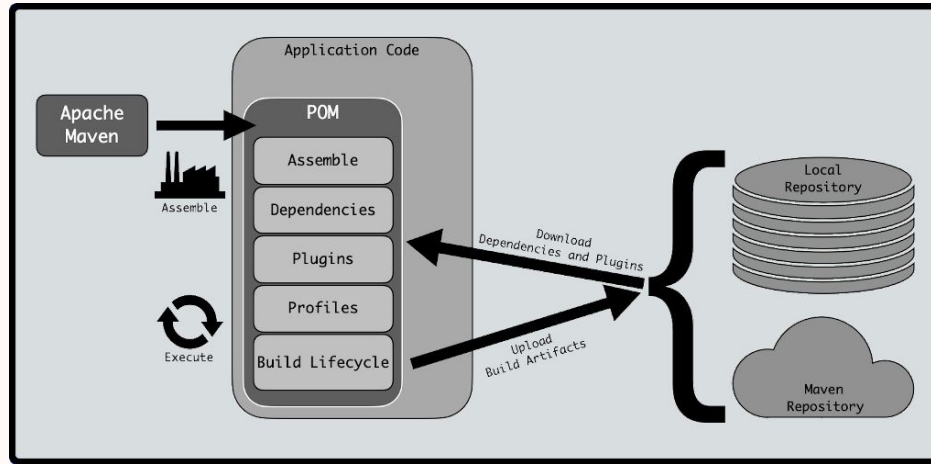 Application Code
Apache
Maven
POM
Assemble
Dependencies
Plugins
Profiles
Build Lifecycle
Assemble
Execute
Download
Dependencies and Plugins
Upload
Build Artifacts
Local
Repository
Maven
Repository